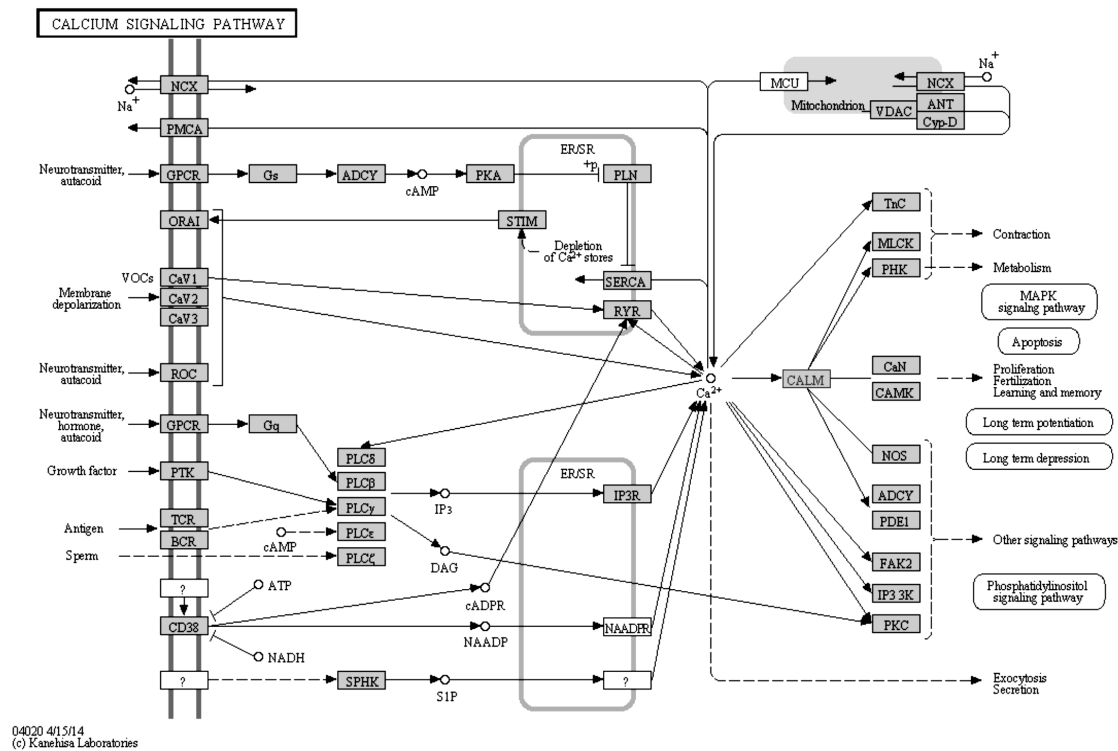 CALCIUM SIGNALING PATHWAY
NCX
Na+
PMCA
MCU
Na+
NCX
Mitochondrion
VDAC
ANT
Cyp-D
Neurotransmitter,
autacoid
GPCR
Gs
ADCY
cAMP
PKA
ER/SR
+p
PLN
ORAI
STIM
Depletion
of Ca2+ stores
VOCs
CaV1
CaV2
CaV3
Membrane
depolarization
SERCA
RYR
TnC
MLCK
PHK
Contraction
Metabolism
MAPK
signalng pathway
Apoptosis
Neurotransmitter,
autacoid
ROC
Ca2+
CALM
CaN
CAMK
Proliferation
Fertilization
Learning and memory
Neurotransmitter,
hormone,
autacoid
GPCR
Gq
Long term potentiation
Long term depression
Growth factor
PTK
PLCδ
PLCβ
PLCγ
PLCε
PLCζ
IP3
ER/SR
IP3R
NOS
ADCY
PDE1
FAK2
IP3 3K
PKC
Other signaling pathways
Phosphatidylinositol
signaling pathway
Antigen
TCR
BCR
cAMP
Sperm
DAG
?
ATP
CD38
cADPR
NAADP
NAADPR
NADH
?
SPHK
S1P
?
Exocytosis
Secretion
04020 4/15/14
(c) Kanehisa Laboratories